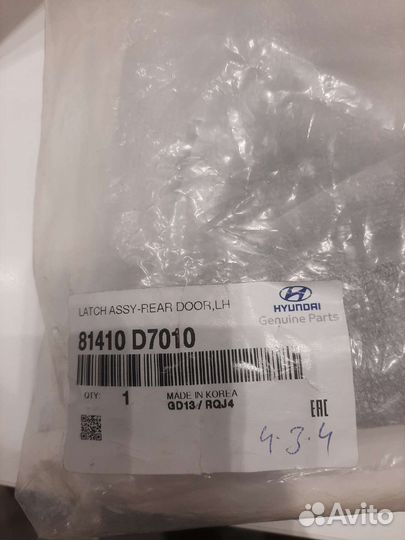 LATCH ASSY-REAR DOOR,LH
HYUNDAI
Genuine Parts
81410 D7010
QTY: 1
MADE IN KOREA
GD13 / RQJ4
EAC
4.3.4
Avito